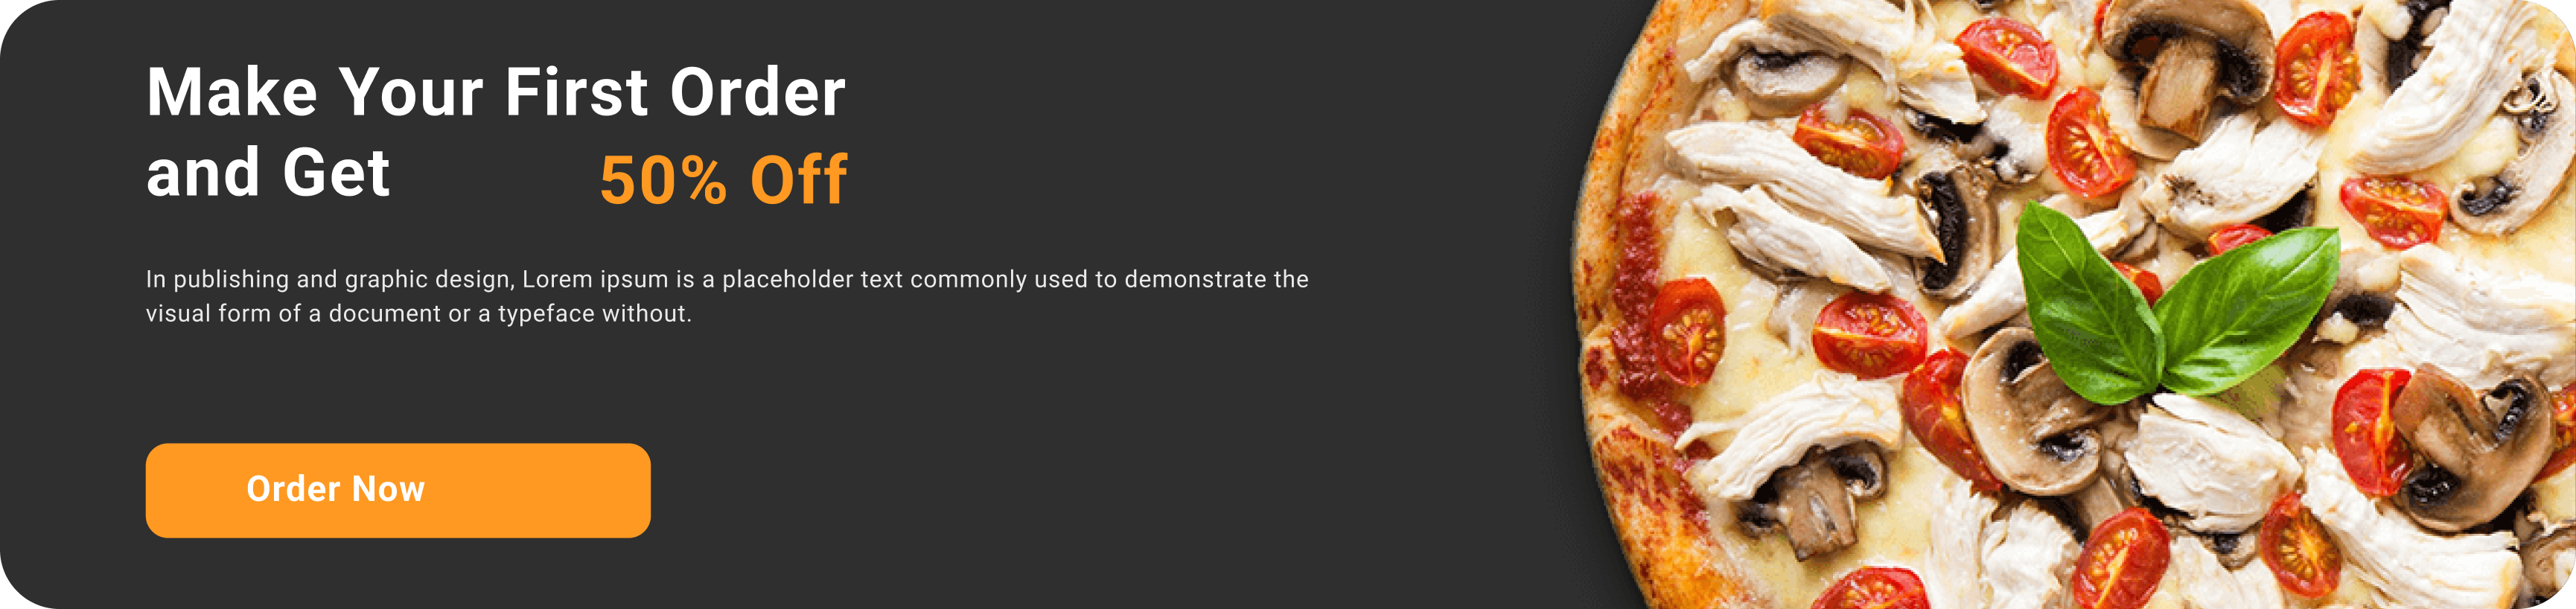 Make Your First Order
and Get 50% Off
In publishing and graphic design, Lorem ipsum is a placeholder text commonly used to demonstrate the
visual form of a document or a typeface without.
Order Now